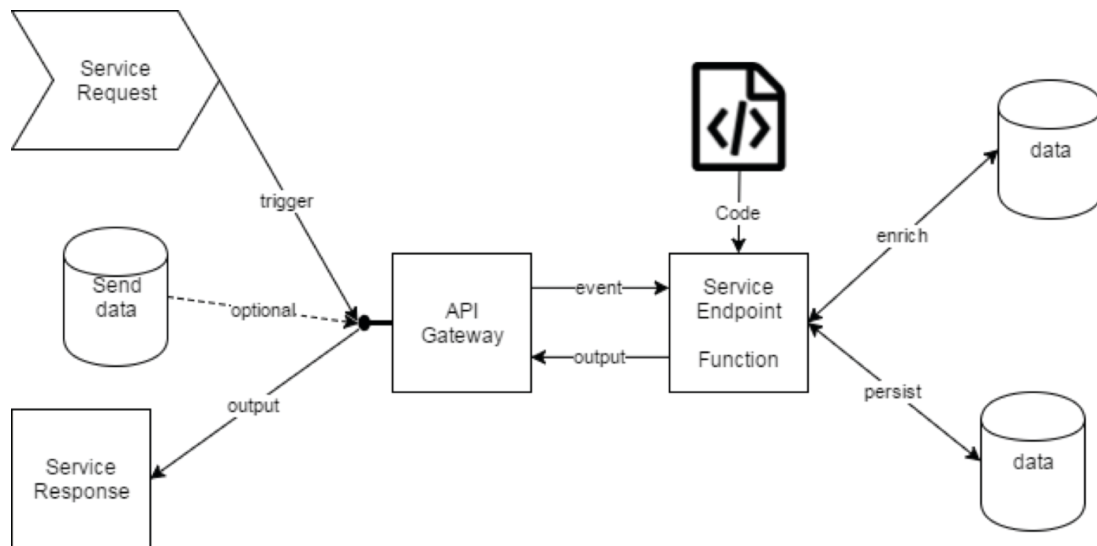 Service
Request
trigger
Send
data
optional
output
Service
Response
API
Gateway
event
output
</>
Code
Service
Endpoint
Function
enrich
persist
data
data